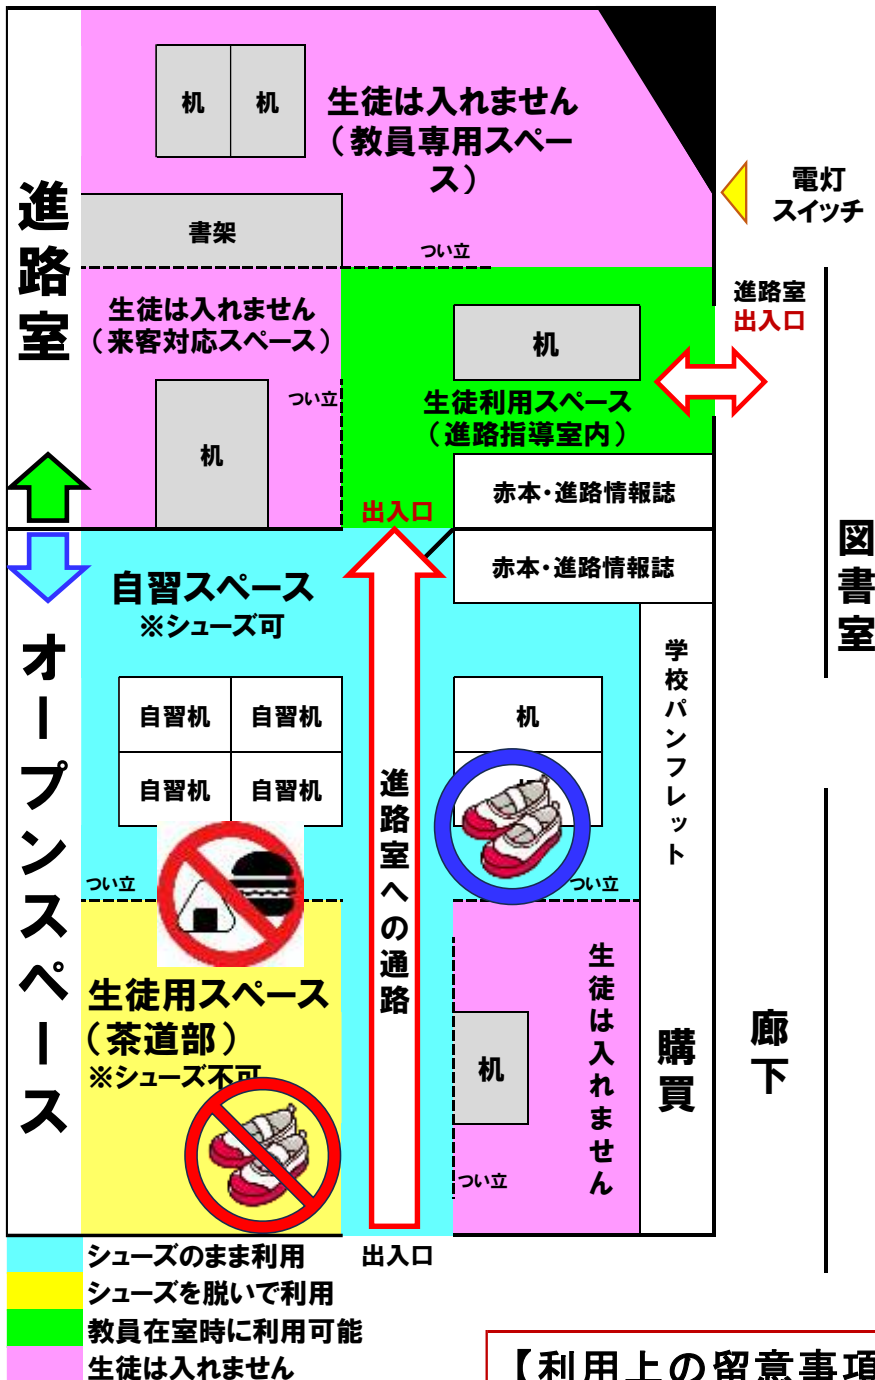 机
机
生徒は入れません
（教員専用スペー
ス）
進路室
書架
つい立
電灯
スイッチ
進路室
出入口
生徒は入れません
（来客対応スペース）
机
つい立
机
生徒利用スペース
（進路指導室内）
赤本・進路情報誌
出入口
赤本・進路情報誌
図書室
自習スペース
※シューズ可
オープンスペース
自習机
自習机
自習机
自習机
机
机
学校パンフレット
進路室への通路
つい立
つい立
生徒用スペース
（茶道部）
※シューズ不可
生徒は入れません
机
つい立
購買
廊下
出入口
シューズのまま利用
シューズを脱いで利用
教員在室時に利用可能
生徒は入れません
【利用上の留意事項